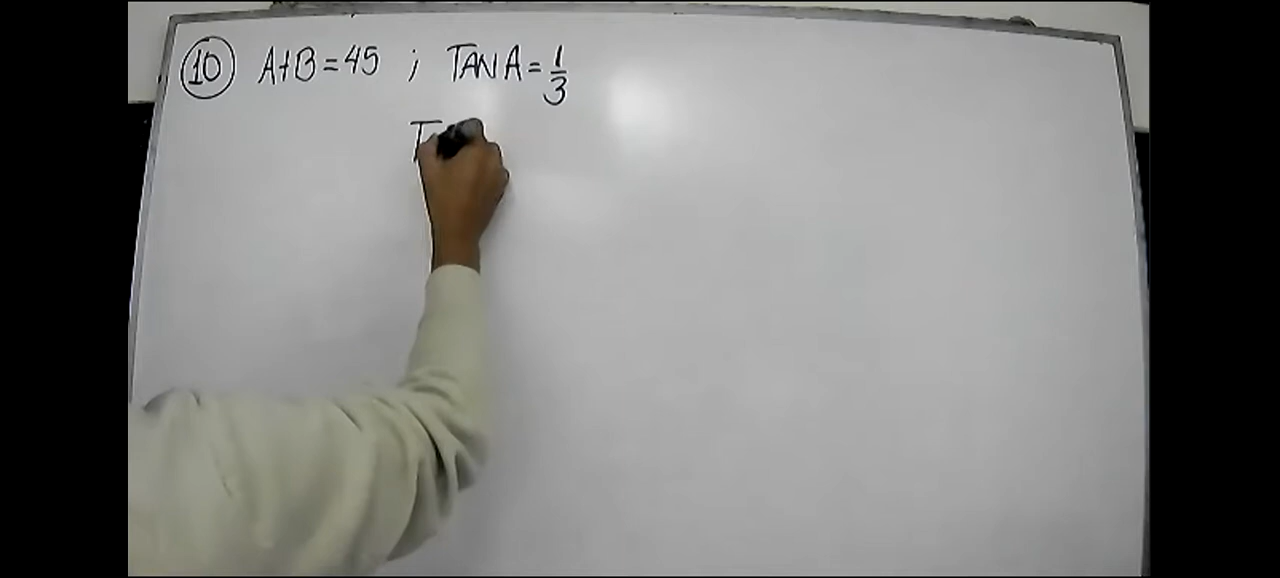 10 A+B=45 ; TAN A = 1/3
T